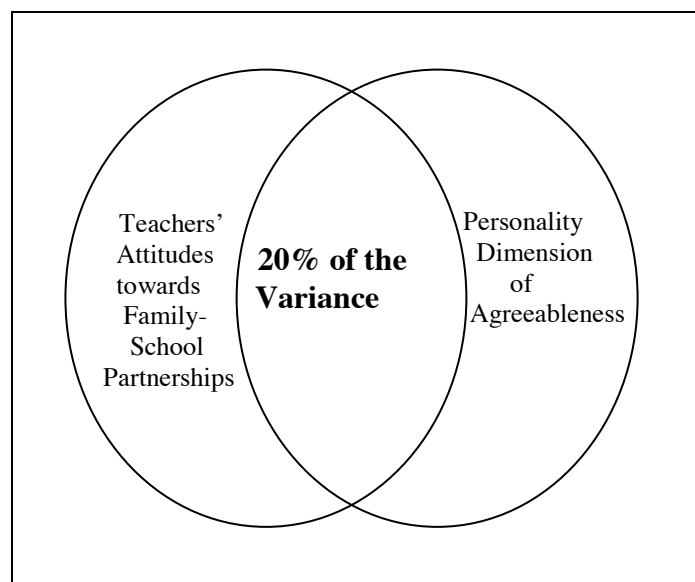 Teachers’
Attitudes
towards
Family-
School
Partnerships
20% of the
Variance
Personality
Dimension
of
Agreeableness